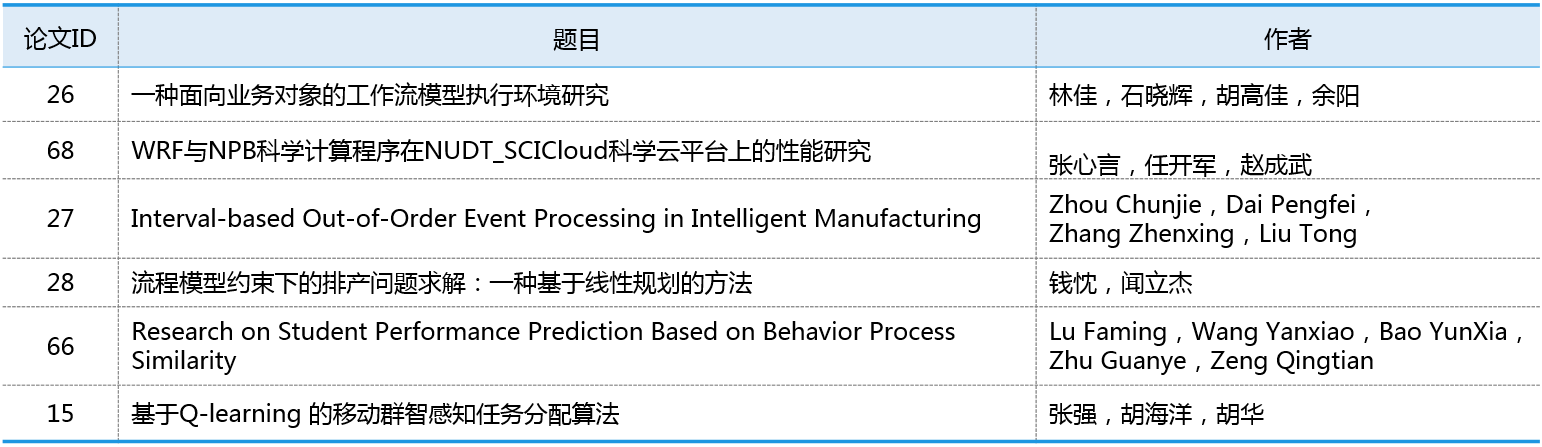 论文ID 题目 作者
26 一种面向业务对象的工作流模型执行环境研究 林佳，石晓辉，胡高佳，余阳
68 WRF与NPB科学计算程序在NUDT_SCICloud科学云平台上的性能研究 张心言，任开军，赵成武
27 Interval-based Out-of-Order Event Processing in Intelligent Manufacturing Zhou Chunjie，Dai Pengfei，
Zhang Zhenxing，Liu Tong
28 流程模型约束下的排产问题求解：一种基于线性规划的方法 钱忱，闻立杰
66 Research on Student Performance Prediction Based on Behavior Process
Similarity
Lu Faming，Wang Yanxiao，Bao YunXia，
Zhu Guanye，Zeng Qingtian
15 基于Q-learning 的移动群智感知任务分配算法 张强，胡海洋，胡华